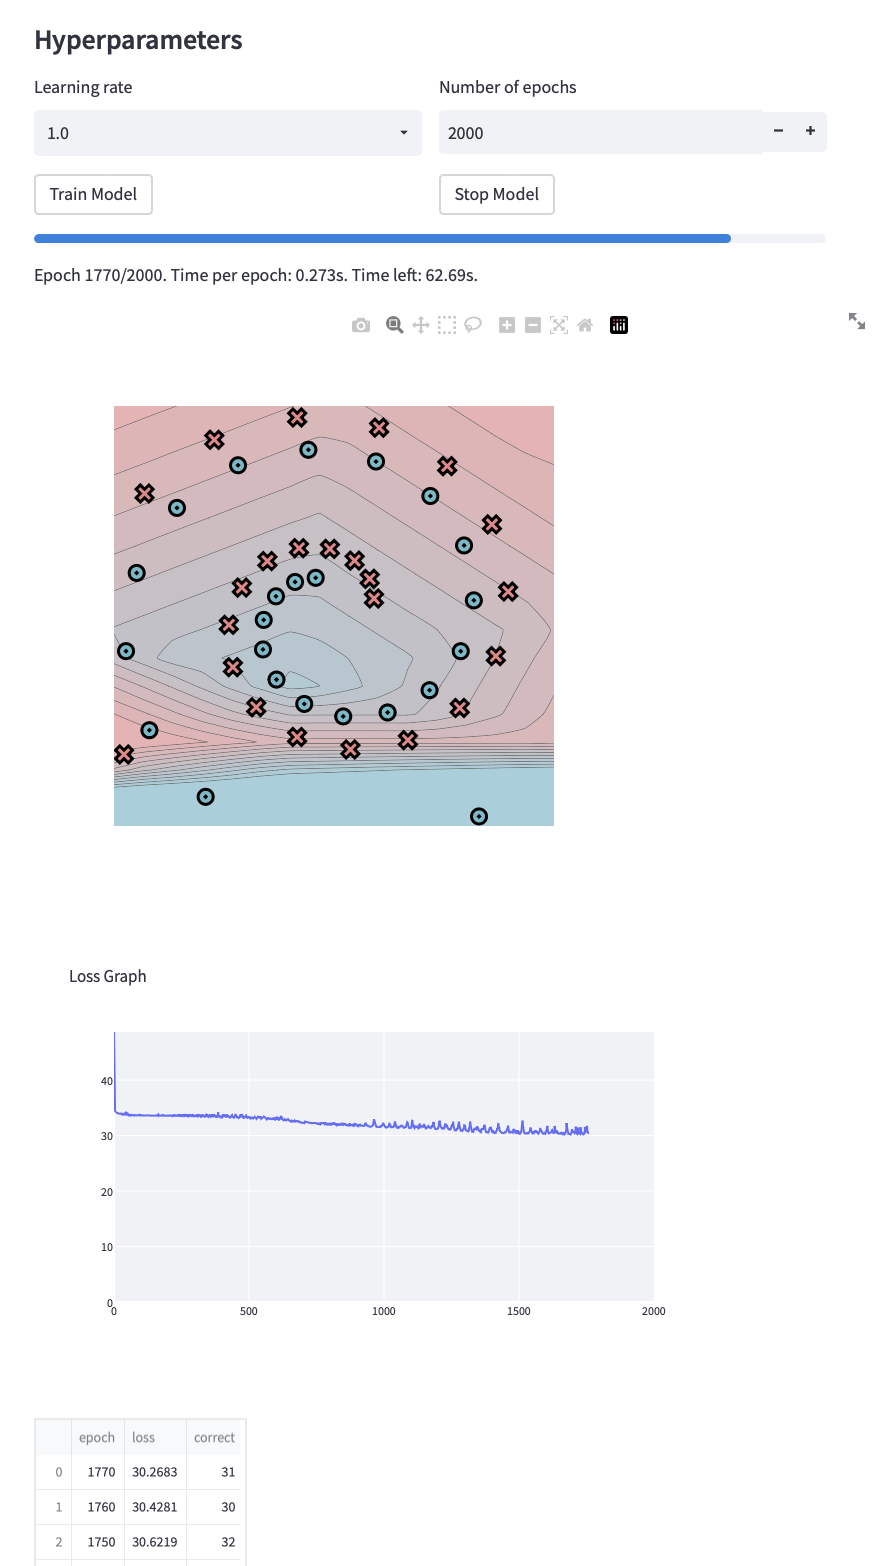 Hyperparameters
Learning rate Number of epochs
1.0 2000 − +
Train Model Stop Model
Epoch 1770/2000. Time per epoch: 0.273s. Time left: 62.69s.
Loss Graph
40
30
20
10
0
0 500 1000 1500 2000
epoch loss correct
0 1770 30.2683 31
1 1760 30.4281 30
2 1750 30.6219 32